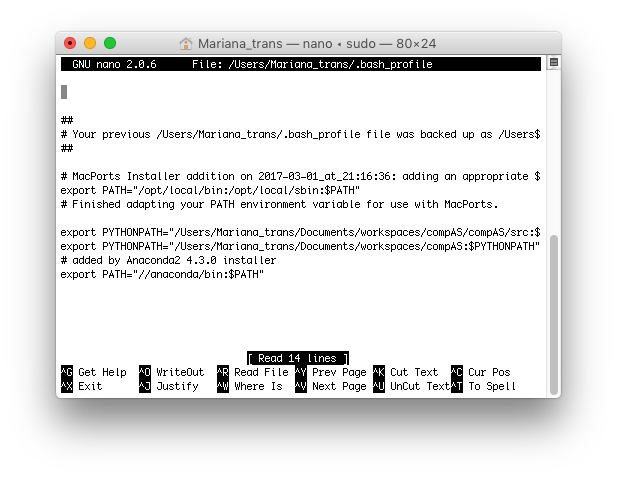 Mariana_trans — nano • sudo — 80×24
GNU nano 2.0.6 File: /Users/Mariana_trans/.bash_profile
##
# Your previous /Users/Mariana_trans/.bash_profile file was backed up as /Users$
##
# MacPorts Installer addition on 2017-03-01_at_21:16:36: adding an appropriate $
export PATH="/opt/local/bin:/opt/local/sbin:$PATH"
# Finished adapting your PATH environment variable for use with MacPorts.
export PYTHONPATH="/Users/Mariana_trans/Documents/workspaces/compAS/compAS/src:$
export PYTHONPATH="/Users/Mariana_trans/Documents/workspaces/compAS:$PYTHONPATH"
# added by Anaconda2 4.3.0 installer
export PATH="//anaconda/bin:$PATH"
[ Read 14 lines ]
^G Get Help ^O WriteOut ^R Read File ^Y Prev Page ^K Cut Text ^C Cur Pos
^X Exit ^J Justify ^W Where Is ^V Next Page ^U UnCut Text ^T To Spell